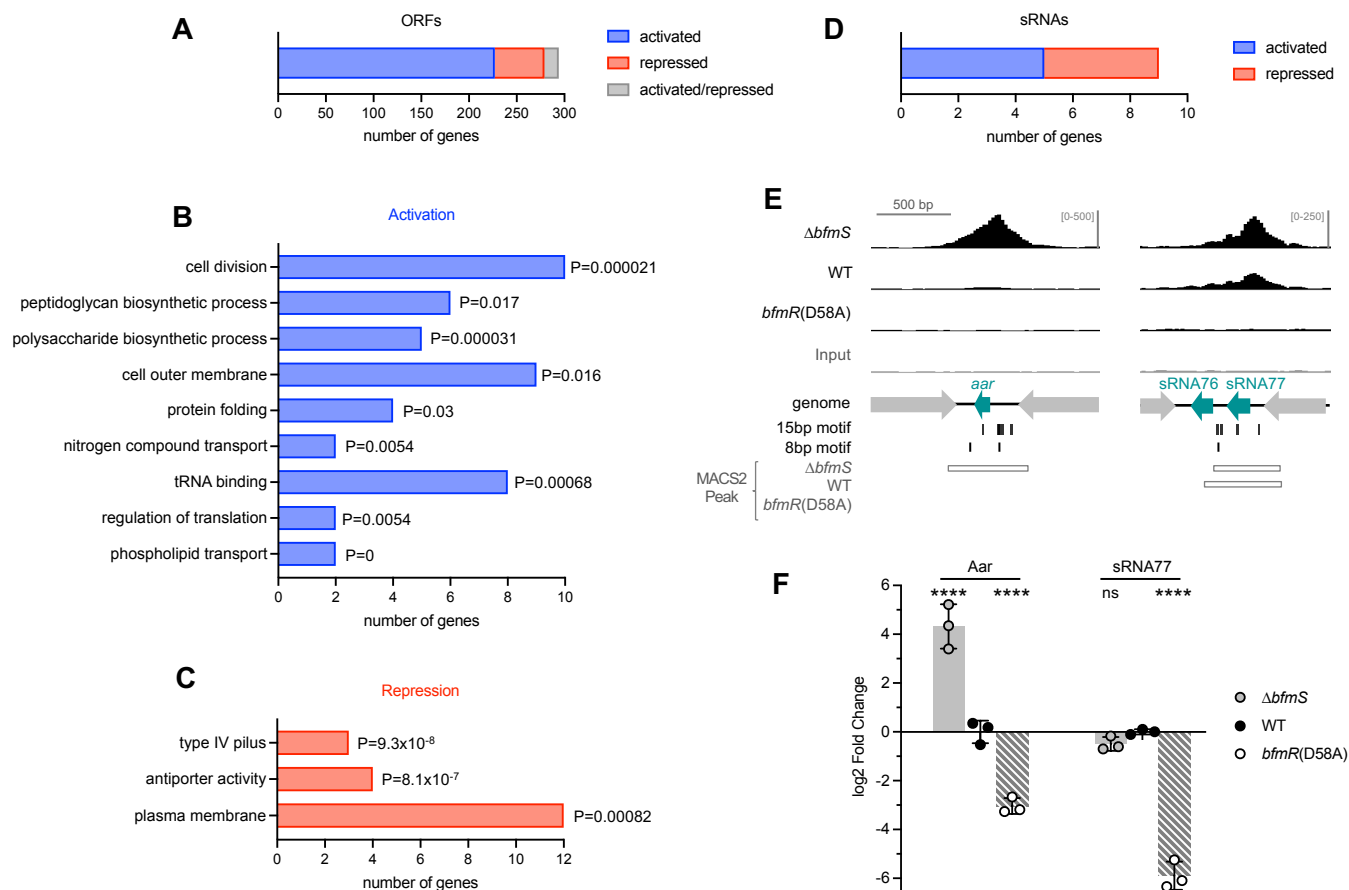 A
ORFs
activated
repressed
activated/repressed
0 50 100 150 200 250 300
number of genes
B
Activation
cell division
P=0.000021
peptidoglycan biosynthetic process
P=0.017
polysaccharide biosynthetic process
P=0.000031
cell outer membrane
P=0.016
protein folding
P=0.03
nitrogen compound transport
P=0.0054
tRNA binding
P=0.00068
regulation of translation
P=0.0054
phospholipid transport
P=0
0 2 4 6 8 10
number of genes
C
Repression
type IV pilus
P=9.3x10-8
antiporter activity
P=8.1x10-7
plasma membrane
P=0.00082
0 2 4 6 8 10 12
number of genes
D
sRNAs
activated
repressed
0 2 4 6 8 10
number of genes
E
500 bp
[0-500]
[0-250]
ΔbfmS
WT
bfmR(D58A)
Input
aar
sRNA76 sRNA77
genome
15bp motif
8bp motif
MACS2
Peak
ΔbfmS
WT
bfmR(D58A)
F
Aar
sRNA77
**** ****
ns ****
6
4
2
0
-2
-4
-6
log2 Fold Change
ΔbfmS
WT
bfmR(D58A)